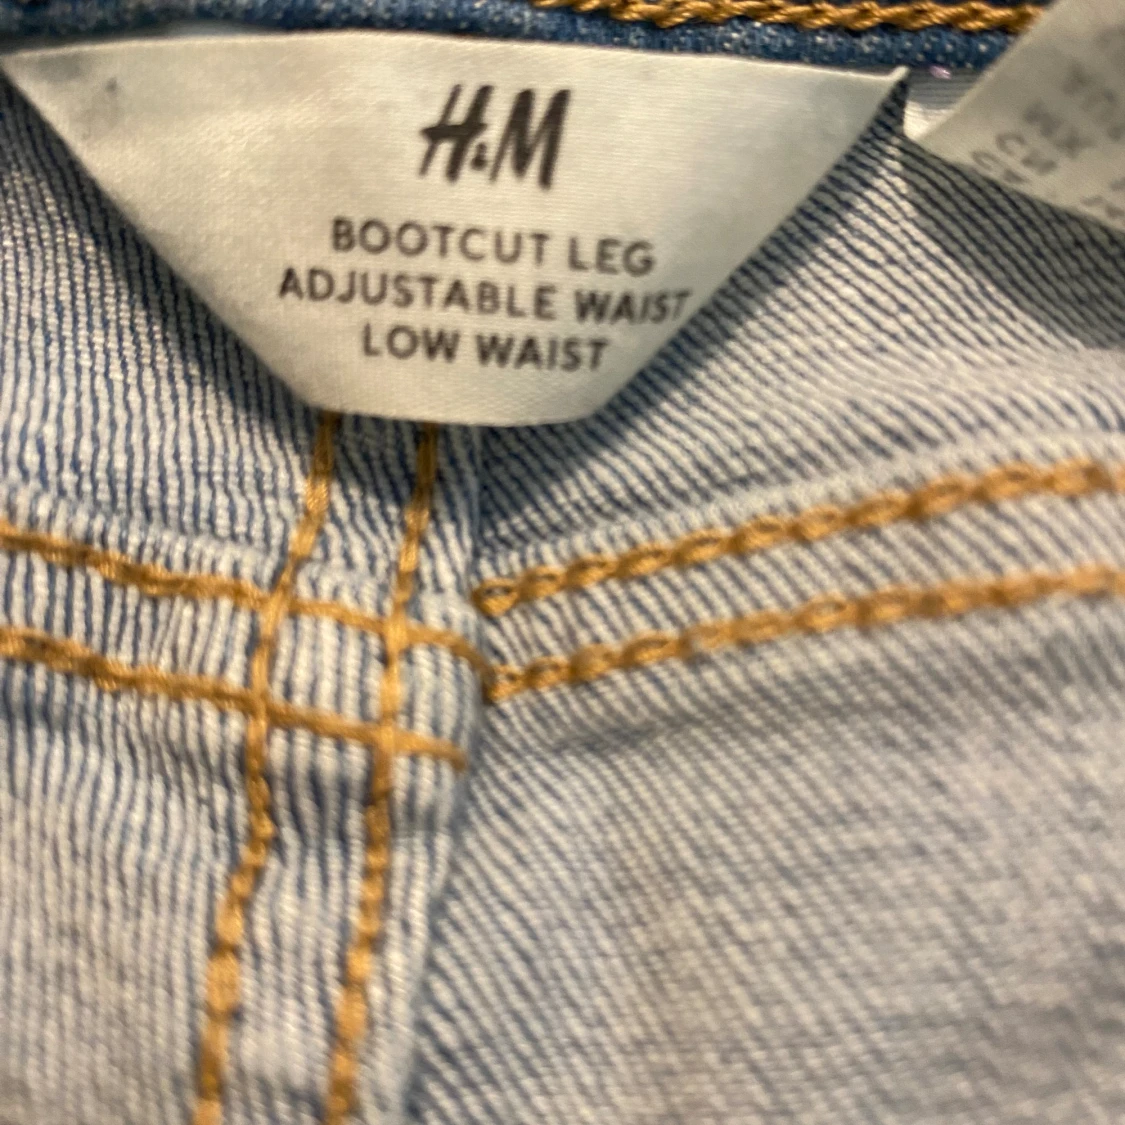 H&M
BOOTCUT LEG
ADJUSTABLE WAIST
LOW WAIST